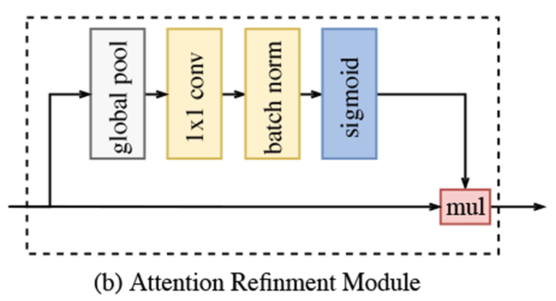 global pool
1x1 conv
batch norm
sigmoid
mul
(b) Attention Refinment Module